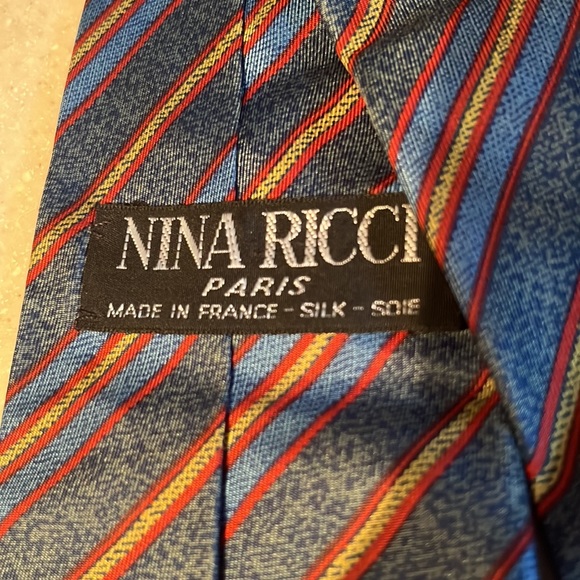 NINA RICCI
PARIS
MADE IN FRANCE - SILK - SOIE